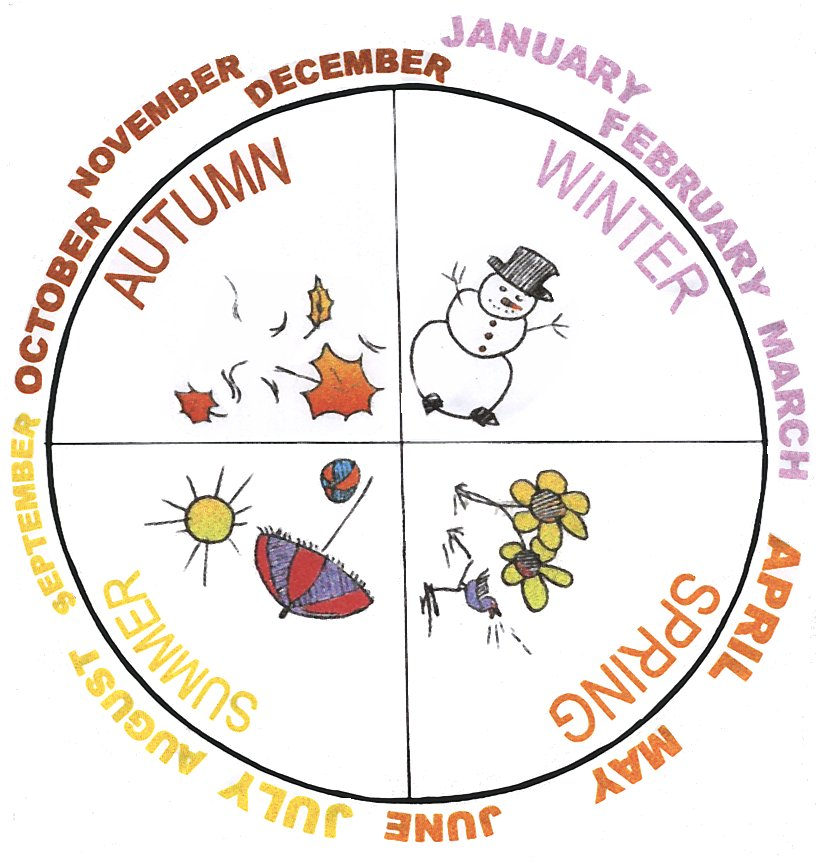 JANUARY
FEBRUARY
MARCH
APRIL
MAY
JUNE
JULY
AUGUST
SEPTEMBER
OCTOBER
NOVEMBER
DECEMBER
WINTER
SPRING
SUMMER
AUTUMN